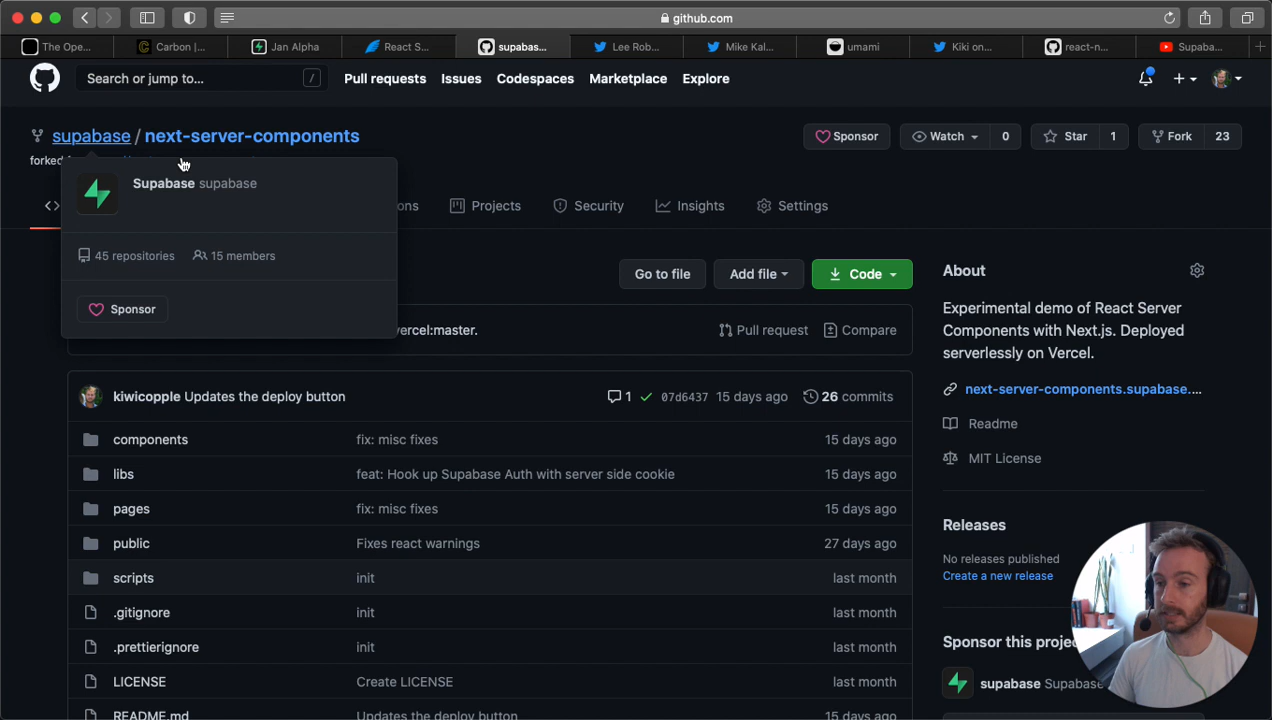 github.com
The Ope...
Carbon |...
Jan Alpha
React S...
supabas...
Lee Rob...
Mike Kal...
umami
Kiki on...
react-n...
Supaba...
Search or jump to...
/
Pull requests
Issues
Codespaces
Marketplace
Explore
supabase / next-server-components
Sponsor
Watch
0
Star
1
Fork
23
forked
Supabase supabase
45 repositories
15 members
Sponsor
Projects
Security
Insights
Settings
Go to file
Add file
Code
ercel:master.
Pull request
Compare
kiwicopple Updates the deploy button
1
07d6437
15 days ago
26 commits
components
fix: misc fixes
15 days ago
libs
feat: Hook up Supabase Auth with server side cookie
15 days ago
pages
fix: misc fixes
15 days ago
public
Fixes react warnings
27 days ago
scripts
init
last month
.gitignore
init
last month
.prettierignore
init
last month
LICENSE
Create LICENSE
last month
README.md
Updates the deploy button
15 days ago
About
Experimental demo of React Server
Components with Next.js. Deployed
serverlessly on Vercel.
next-server-components.supabase....
Readme
MIT License
Releases
No releases published
Create a new release
Sponsor this projec
supabase Supabase